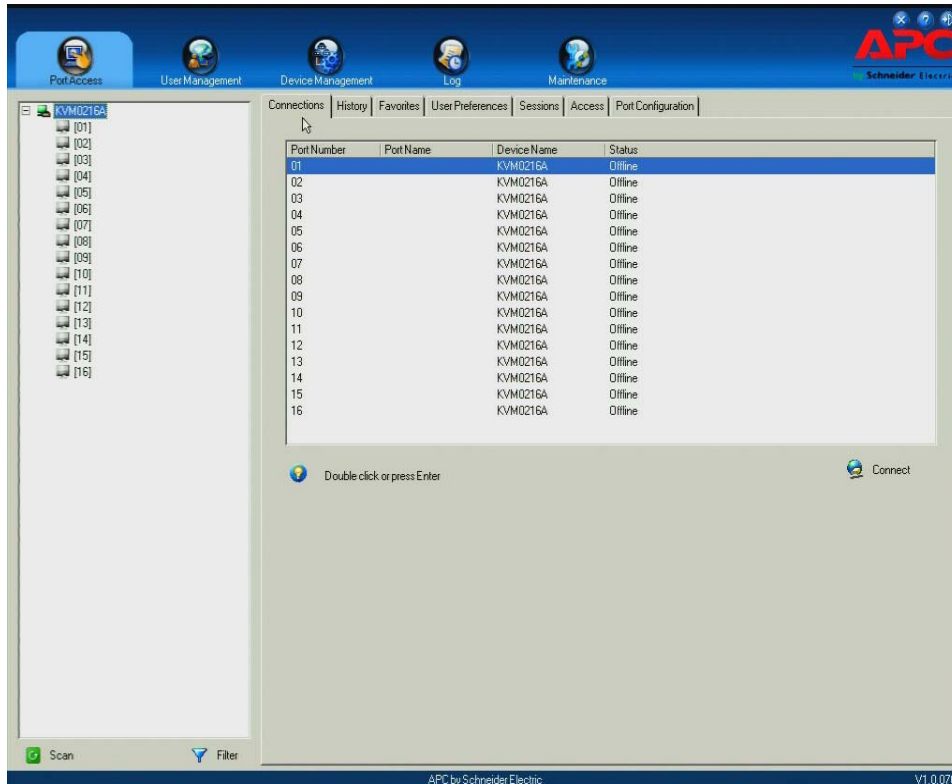 APC
by Schneider Electric
Port Access User Management Device Management Log Maintenance
Connections History Favorites User Preferences Sessions Access Port Configuration
KVM0216A
[01]
[02]
[03]
[04]
[05]
[06]
[07]
[08]
[09]
[10]
[11]
[12]
[13]
[14]
[15]
[16]
Port Number Port Name Device Name Status
01 KVM0216A Offline
02 KVM0216A Offline
03 KVM0216A Offline
04 KVM0216A Offline
05 KVM0216A Offline
06 KVM0216A Offline
07 KVM0216A Offline
08 KVM0216A Offline
09 KVM0216A Offline
10 KVM0216A Offline
11 KVM0216A Offline
12 KVM0216A Offline
13 KVM0216A Offline
14 KVM0216A Offline
15 KVM0216A Offline
16 KVM0216A Offline
Double click or press Enter
Connect
Scan Filter
APC by Schneider Electric